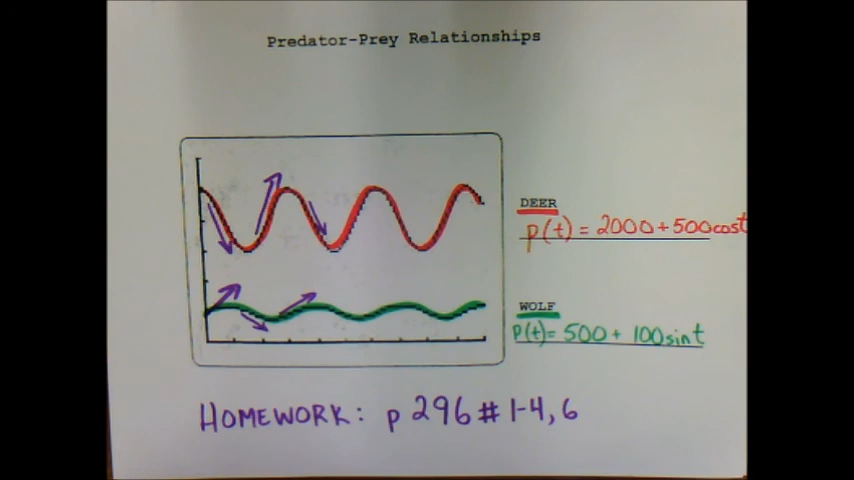 Predator-Prey Relationships
DEER
p(t) = 2000 + 500cost
WOLF
p(t) = 500 + 100sint
HOMEWORK: p 296 # 1-4, 6